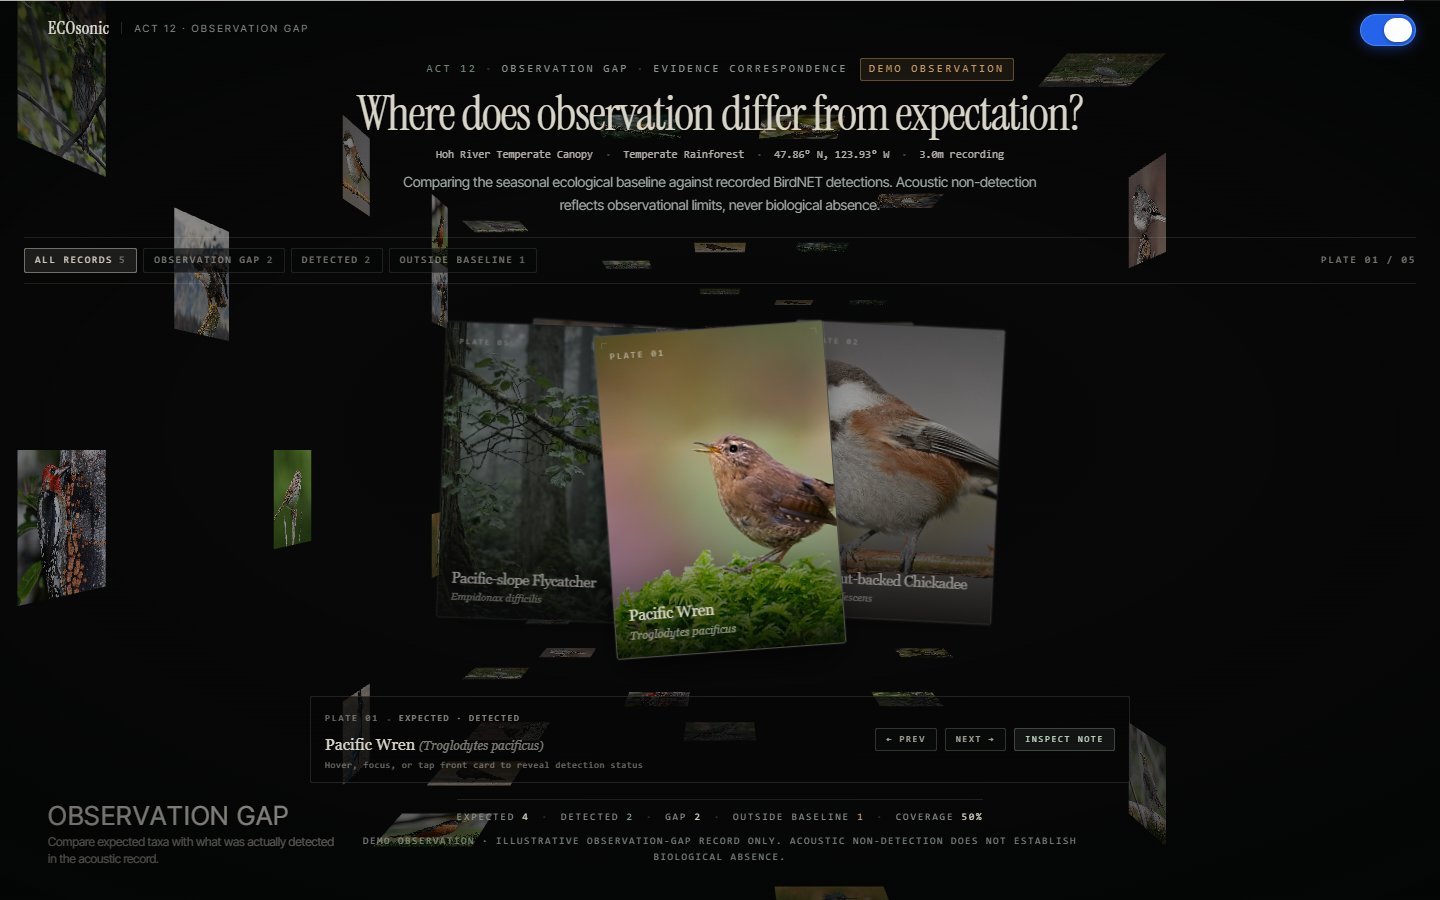 ECOsonic
ACT 12 · OBSERVATION GAP
ACT 12 · OBSERVATION GAP · EVIDENCE CORRESPONDENCE
DEMO OBSERVATION
Where does observation differ from expectation?
Hoh River Temperate Canopy · Temperate Rainforest · 47.86° N, 123.93° W · 3.0m recording
Comparing the seasonal ecological baseline against recorded BirdNET detections. Acoustic non-detection
reflects observational limits, never biological absence.
ALL RECORDS 5
OBSERVATION GAP 2
DETECTED 2
OUTSIDE BASELINE 1
PLATE 01 / 05
PLATE
PLATE 01
02
Pacific-slope Flycatcher
Empidonax difficilis
Pacific Wren
Troglodytes pacificus
ut-backed Chickadee
escens
PLATE 01 . EXPECTED · DETECTED
Pacific Wren (Troglodytes pacificus)
Hover, focus, or tap front card to reveal detection status
← PREV
NEXT →
INSPECT NOTE
EXPECTED 4 · DETECTED 2 · GAP 2 · OUTSIDE BASELINE 1 · COVERAGE 50%
DEMO OBSERVATION · ILLUSTRATIVE OBSERVATION-GAP RECORD ONLY. ACOUSTIC NON-DETECTION DOES NOT ESTABLISH
BIOLOGICAL ABSENCE.
OBSERVATION GAP
Compare expected taxa with what was actually detected
in the acoustic record.